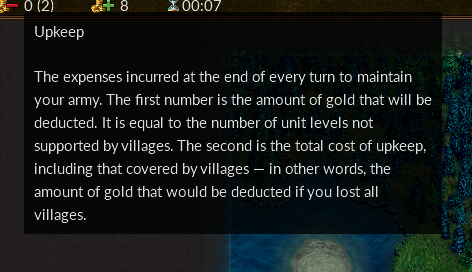 0 (2) 8 00:07
Upkeep
The expenses incurred at the end of every turn to maintain
your army. The first number is the amount of gold that will be
deducted. It is equal to the number of unit levels not
supported by villages. The second is the total cost of upkeep,
including that covered by villages — in other words, the
amount of gold that would be deducted if you lost all
villages.